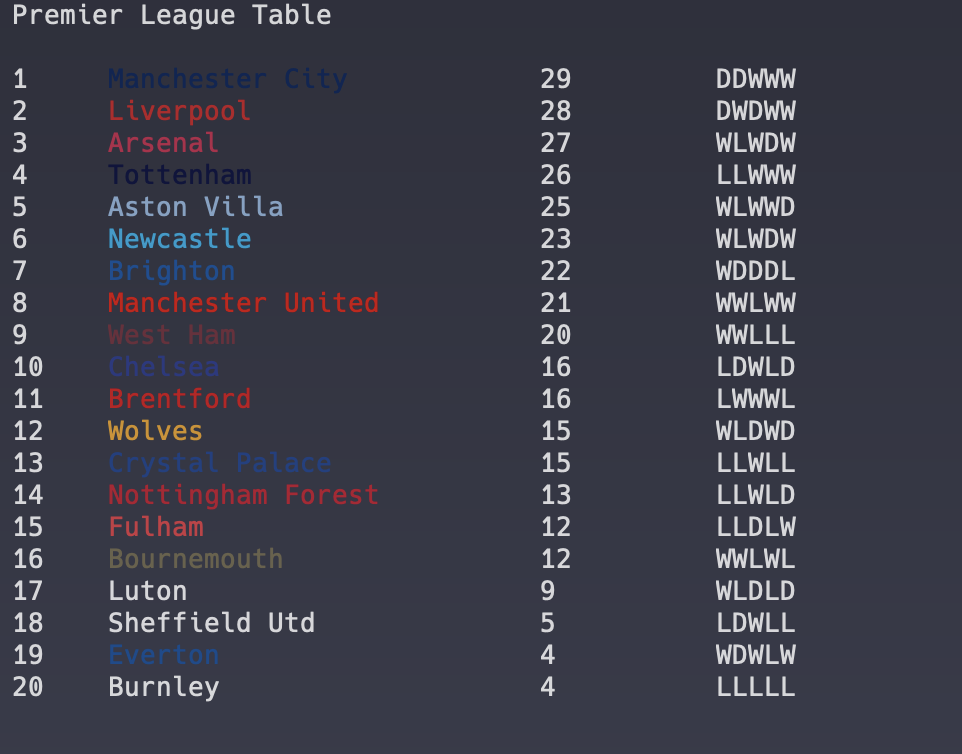 Premier League Table
1 Manchester City 29 DDWWW
2 Liverpool 28 DWDWW
3 Arsenal 27 WLWDW
4 Tottenham 26 LLWWW
5 Aston Villa 25 WLWWD
6 Newcastle 23 WLWDW
7 Brighton 22 WDDDL
8 Manchester United 21 WWLWW
9 West Ham 20 WWLLL
10 Chelsea 16 LDWLD
11 Brentford 16 LWWWL
12 Wolves 15 WLDWD
13 Crystal Palace 15 LLWLL
14 Nottingham Forest 13 LLWLD
15 Fulham 12 LLDLW
16 Bournemouth 12 WWLWL
17 Luton 9 WLDLD
18 Sheffield Utd 5 LDWLL
19 Everton 4 WDWLW
20 Burnley 4 LLLLL